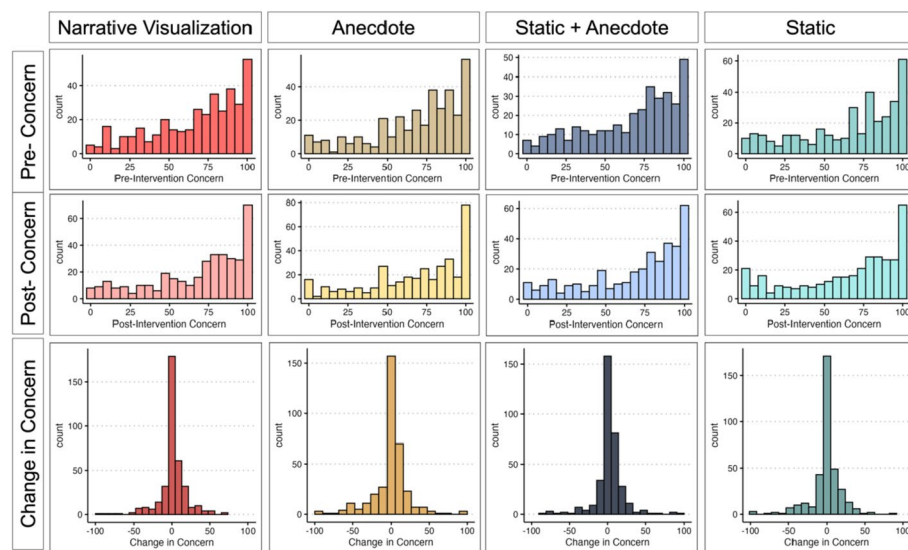 Narrative Visualization
Anecdote
Static + Anecdote
Static
Pre- Concern
count
40
20
0
0 25 50 75 100
Pre-Intervention Concern
count
40
20
0
0 25 50 75 100
Pre-Intervention Concern
count
50
40
30
20
10
0
0 25 50 75 100
Pre-Intervention Concern
count
60
40
20
0
0 25 50 75 100
Pre-Intervention Concern
Post- Concern
count
60
40
20
0
0 25 50 75 100
Post-Intervention Concern
count
80
60
40
20
0
0 25 50 75 100
Post-Intervention Concern
count
60
40
20
0
0 25 50 75 100
Post-Intervention Concern
count
60
40
20
0
0 25 50 75 100
Post-Intervention Concern
Change in Concern
count
150
100
50
0
-100 -50 0 50 100
Change in Concern
count
150
100
50
0
-100 -50 0 50 100
Change in Concern
count
150
100
50
0
-100 -50 0 50 100
Change in Concern
count
150
100
50
0
-100 -50 0 50 100
Change in Concern